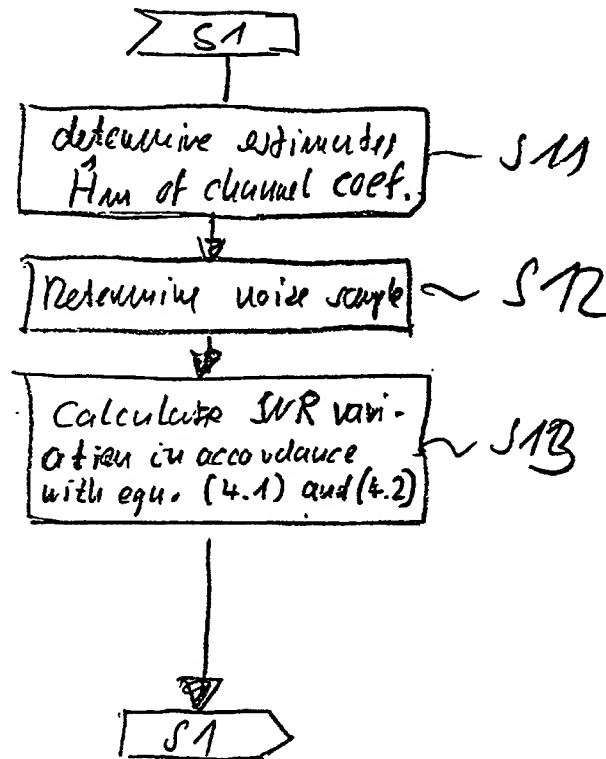 S1
determine estimates
Ĥm of channel coef.
S11
Determine noise sample
S12
Calculate SNR vari-
ation in accordance
with equ. (4.1) and (4.2)
S13
S1